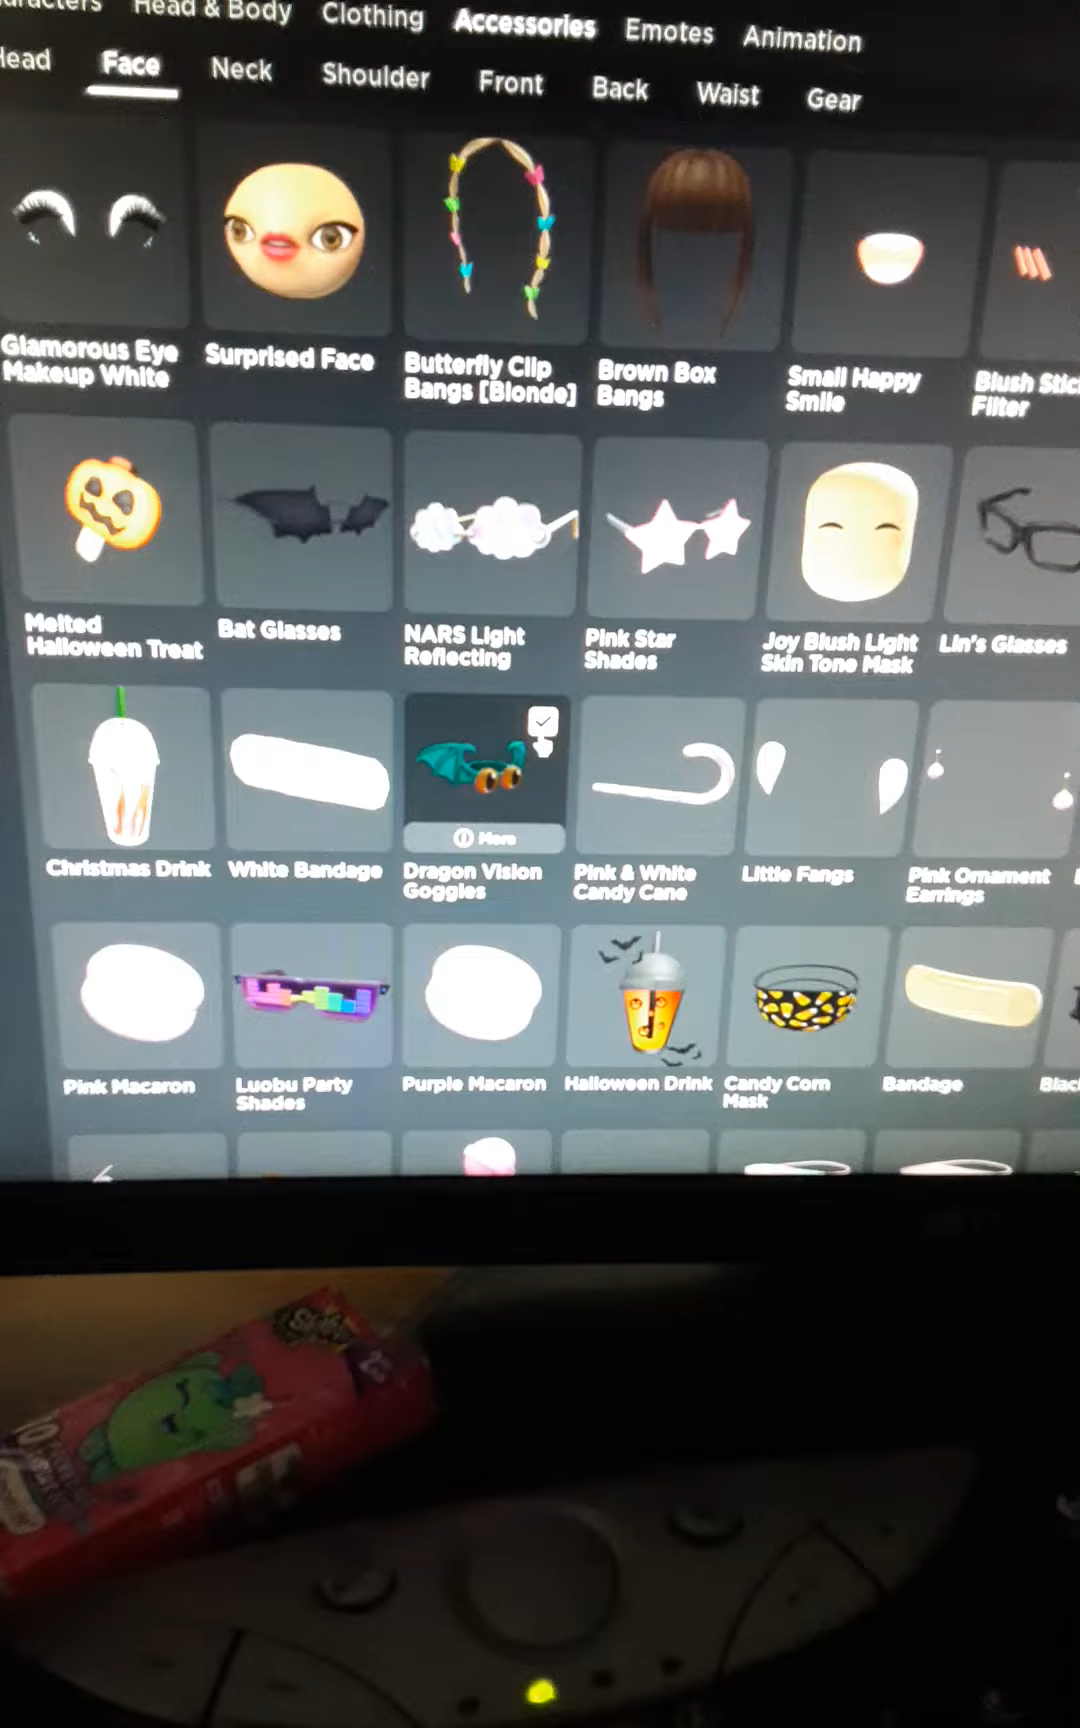 Head & Body Clothing Accessories Emotes Animation
Head Face Neck Shoulder Front Back Waist Gear
Glamorous Eye
Makeup White
Surprised Face
Butterfly Clip
Bangs [Blonde]
Brown Box
Bangs
Small Happy
Smile
Blush Stic
Filter
Melted
Halloween Treat
Bat Glasses
NARS Light
Reflecting
Pink Star
Shades
Joy Blush Light
Skin Tone Mask
Lin's Glasses
More
Christmas Drink
White Bandage
Dragon Vision
Goggles
Pink & White
Candy Cane
Little Fangs
Pink Ornament
Earrings
Pink Macaron
Luobu Party
Shades
Purple Macaron
Halloween Drink
Candy Corn
Mask
Bandage
Blac
10